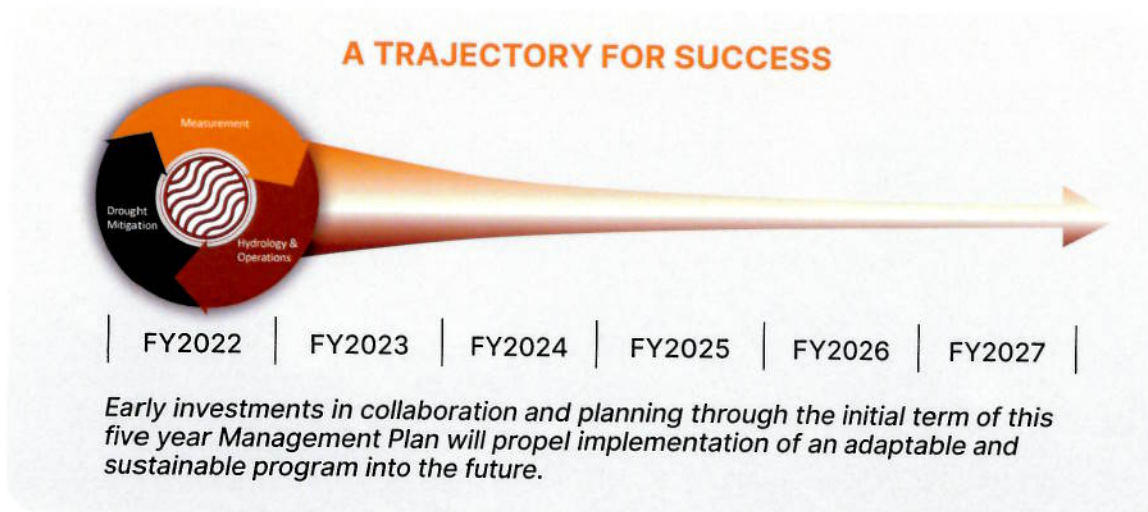 A TRAJECTORY FOR SUCCESS
Measurement
Drought
Mitigation
Hydrology &
Operations
FY2022
FY2023
FY2024
FY2025
FY2026
FY2027
Early investments in collaboration and planning through the initial term of this
five year Management Plan will propel implementation of an adaptable and
sustainable program into the future.